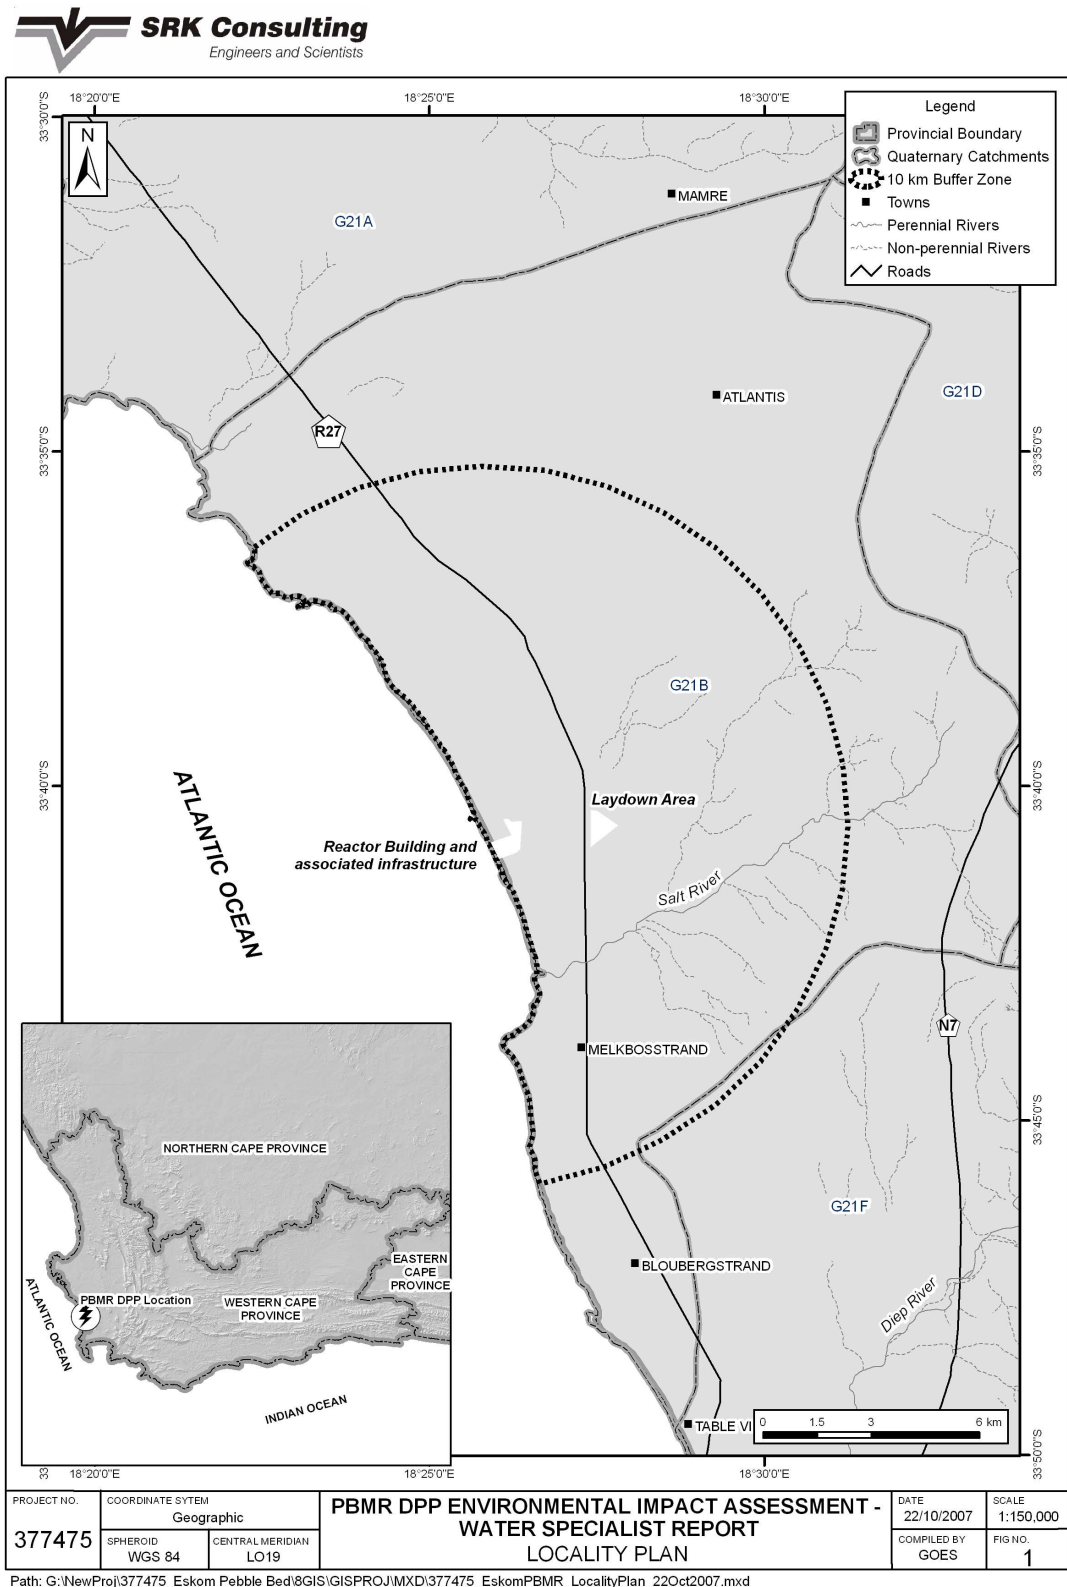 SRK Consulting
Engineers and Scientists
18°20'0"E
18°25'0"E
18°30'0"E
33°30'0"S
N
Legend
Provincial Boundary
Quaternary Catchments
10 km Buffer Zone
Towns
Perennial Rivers
Non-perennial Rivers
Roads
MAMRE
G21A
ATLANTIS
G21D
R27
33°35'0"S
33°35'0"S
G21B
33°40'0"S
33°40'0"S
Laydown Area
Reactor Building and
associated infrastructure
ATLANTIC OCEAN
Salt River
N7
MELKBOSSTRAND
33°45'0"S
G21F
BLOUBERGSTRAND
Diep River
TABLE VI
0 1.5 3 6 km
33°50'0"S
NORTHERN CAPE PROVINCE
EASTERN
CAPE
PROVINCE
PBMR DPP Location
WESTERN CAPE
PROVINCE
ATLANTIC OCEAN
INDIAN OCEAN
33
18°20'0"E
18°25'0"E
18°30'0"E
PROJECT NO.
377475
COORDINATE SYTEM
Geographic
SPHEROID
WGS 84
CENTRAL MERIDIAN
LO19
PBMR DPP ENVIRONMENTAL IMPACT ASSESSMENT -
WATER SPECIALIST REPORT
LOCALITY PLAN
DATE
22/10/2007
SCALE
1:150,000
COMPILED BY
GOES
FIG NO.
1
Path: G:\NewProj\377475_Eskom Pebble Bed\8GIS\GISPROJ\MXD\377475_EskomPBMR_LocalityPlan_22Oct2007.mxd